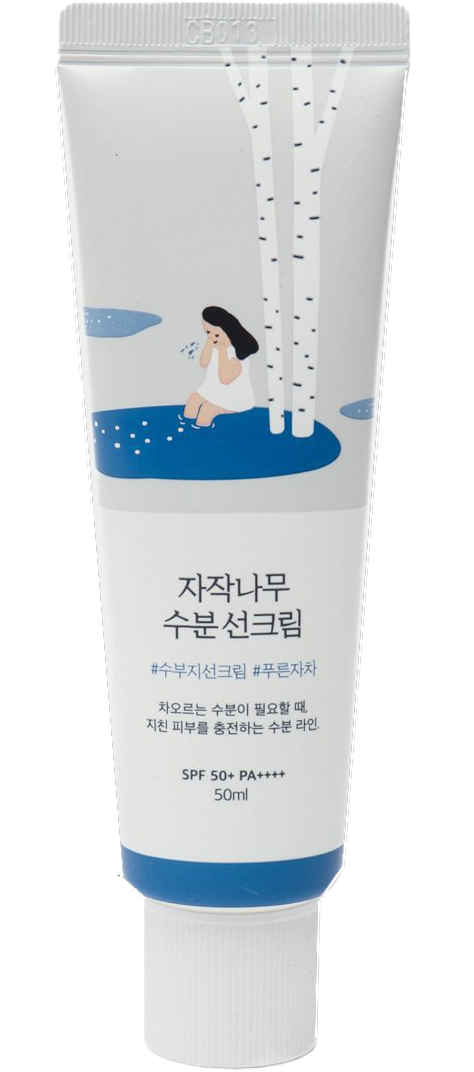 CB013
자작나무
수분 선크림
#수부지선크림 #푸른자차
차오르는 수분이 필요할 때,
지친 피부를 충전하는 수분 라인.
SPF 50+ PA++++
50ml